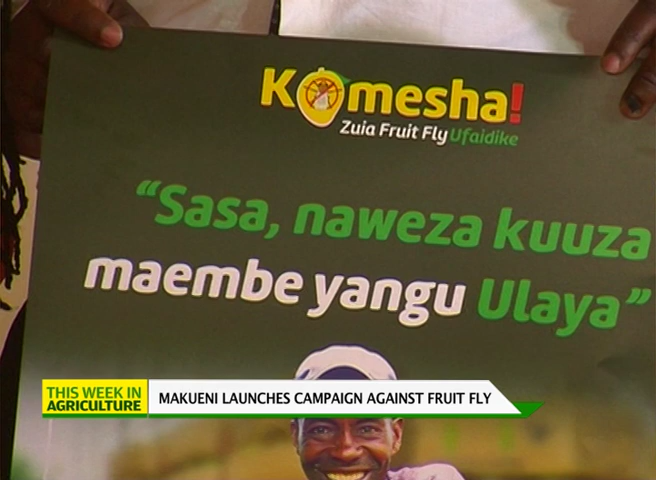 Komesha!
Zuia Fruit Fly Ufaidike
“Sasa, naweza kuuza
maembe yangu Ulaya”
THIS WEEK IN
AGRICULTURE
MAKUENI LAUNCHES CAMPAIGN AGAINST FRUIT FLY